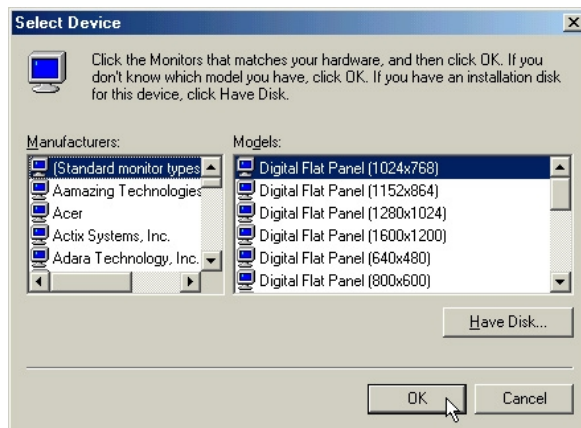 Select Device
Click the Monitors that matches your hardware, and then click OK. If you
don't know which model you have, click OK. If you have an installation disk
for this device, click Have Disk.
Manufacturers:
(Standard monitor types
Aamazing Technologies
Acer
Actix Systems, Inc.
Adara Technology, Inc.
Models:
Digital Flat Panel (1024x768)
Digital Flat Panel (1152x864)
Digital Flat Panel (1280x1024)
Digital Flat Panel (1600x1200)
Digital Flat Panel (640x480)
Digital Flat Panel (800x600)
Have Disk...
OK
Cancel